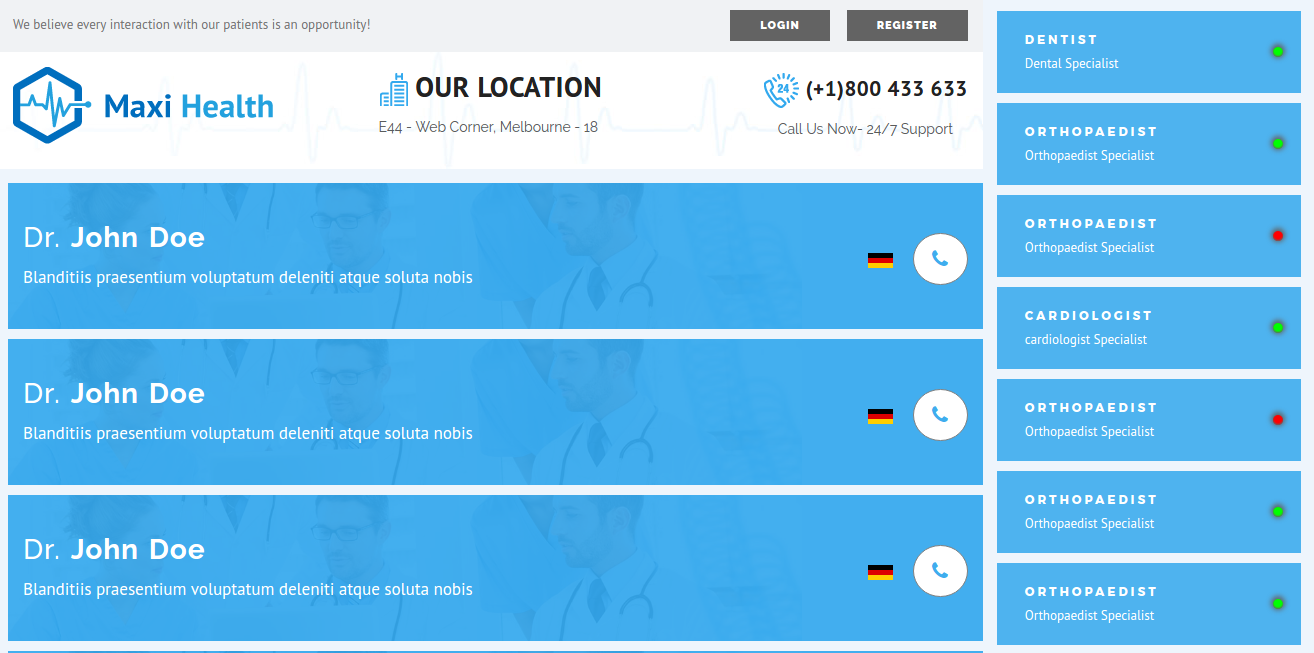 We believe every interaction with our patients is an opportunity!
LOGIN
REGISTER
Maxi Health
OUR LOCATION
E44 - Web Corner, Melbourne - 18
24
(+1)800 433 633
Call Us Now- 24/7 Support
Dr. John Doe
Blanditiis praesentium voluptatum deleniti atque soluta nobis
Dr. John Doe
Blanditiis praesentium voluptatum deleniti atque soluta nobis
Dr. John Doe
Blanditiis praesentium voluptatum deleniti atque soluta nobis
DENTIST
Dental Specialist
ORTHOPAEDIST
Orthopaedist Specialist
ORTHOPAEDIST
Orthopaedist Specialist
CARDIOLOGIST
cardiologist Specialist
ORTHOPAEDIST
Orthopaedist Specialist
ORTHOPAEDIST
Orthopaedist Specialist
ORTHOPAEDIST
Orthopaedist Specialist